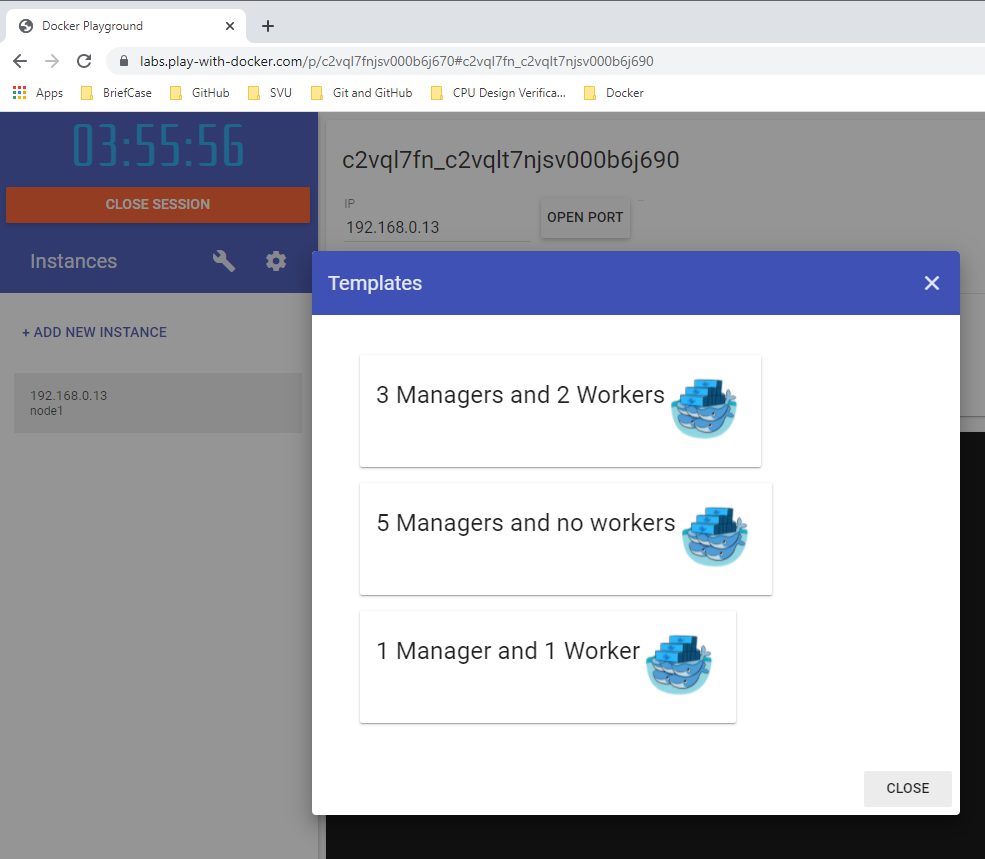 Docker Playground
labs.play-with-docker.com/p/c2vql7fnjsv000b6j670#c2vql7fn_c2vqlt7njsv000b6j690
Apps BriefCase GitHub SVU Git and GitHub CPU Design Verifica... Docker
03:55:56
CLOSE SESSION
Instances
+ ADD NEW INSTANCE
192.168.0.13
node1
c2vql7fn_c2vqlt7njsv000b6j690
IP
192.168.0.13
OPEN PORT
Templates
3 Managers and 2 Workers
5 Managers and no workers
1 Manager and 1 Worker
CLOSE